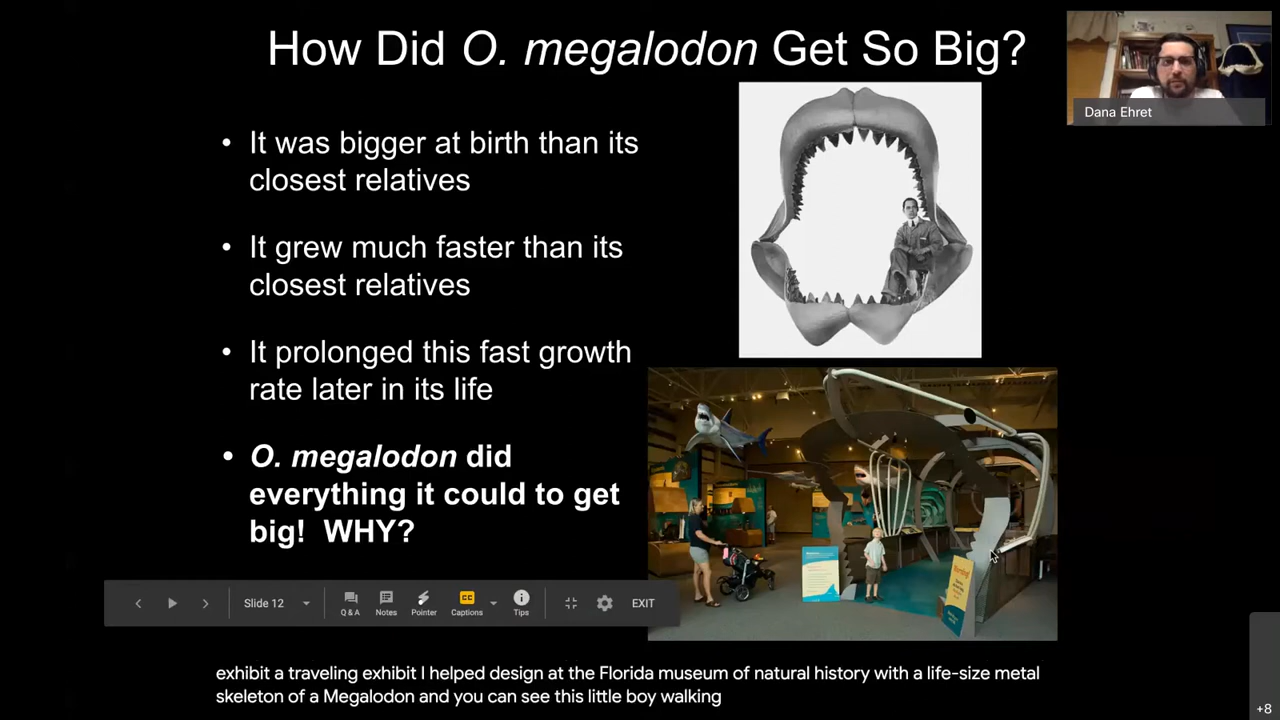 How Did O. megalodon Get So Big?
Dana Ehret
• It was bigger at birth than its
closest relatives
• It grew much faster than its
closest relatives
• It prolonged this fast growth
rate later in its life
• O. megalodon did
everything it could to get
big! WHY?
Slide 12
Q & A
Notes
Pointer
CC
Captions
Tips
EXIT
exhibit a traveling exhibit I helped design at the Florida museum of natural history with a life-size metal
skeleton of a Megalodon and you can see this little boy walking
+8